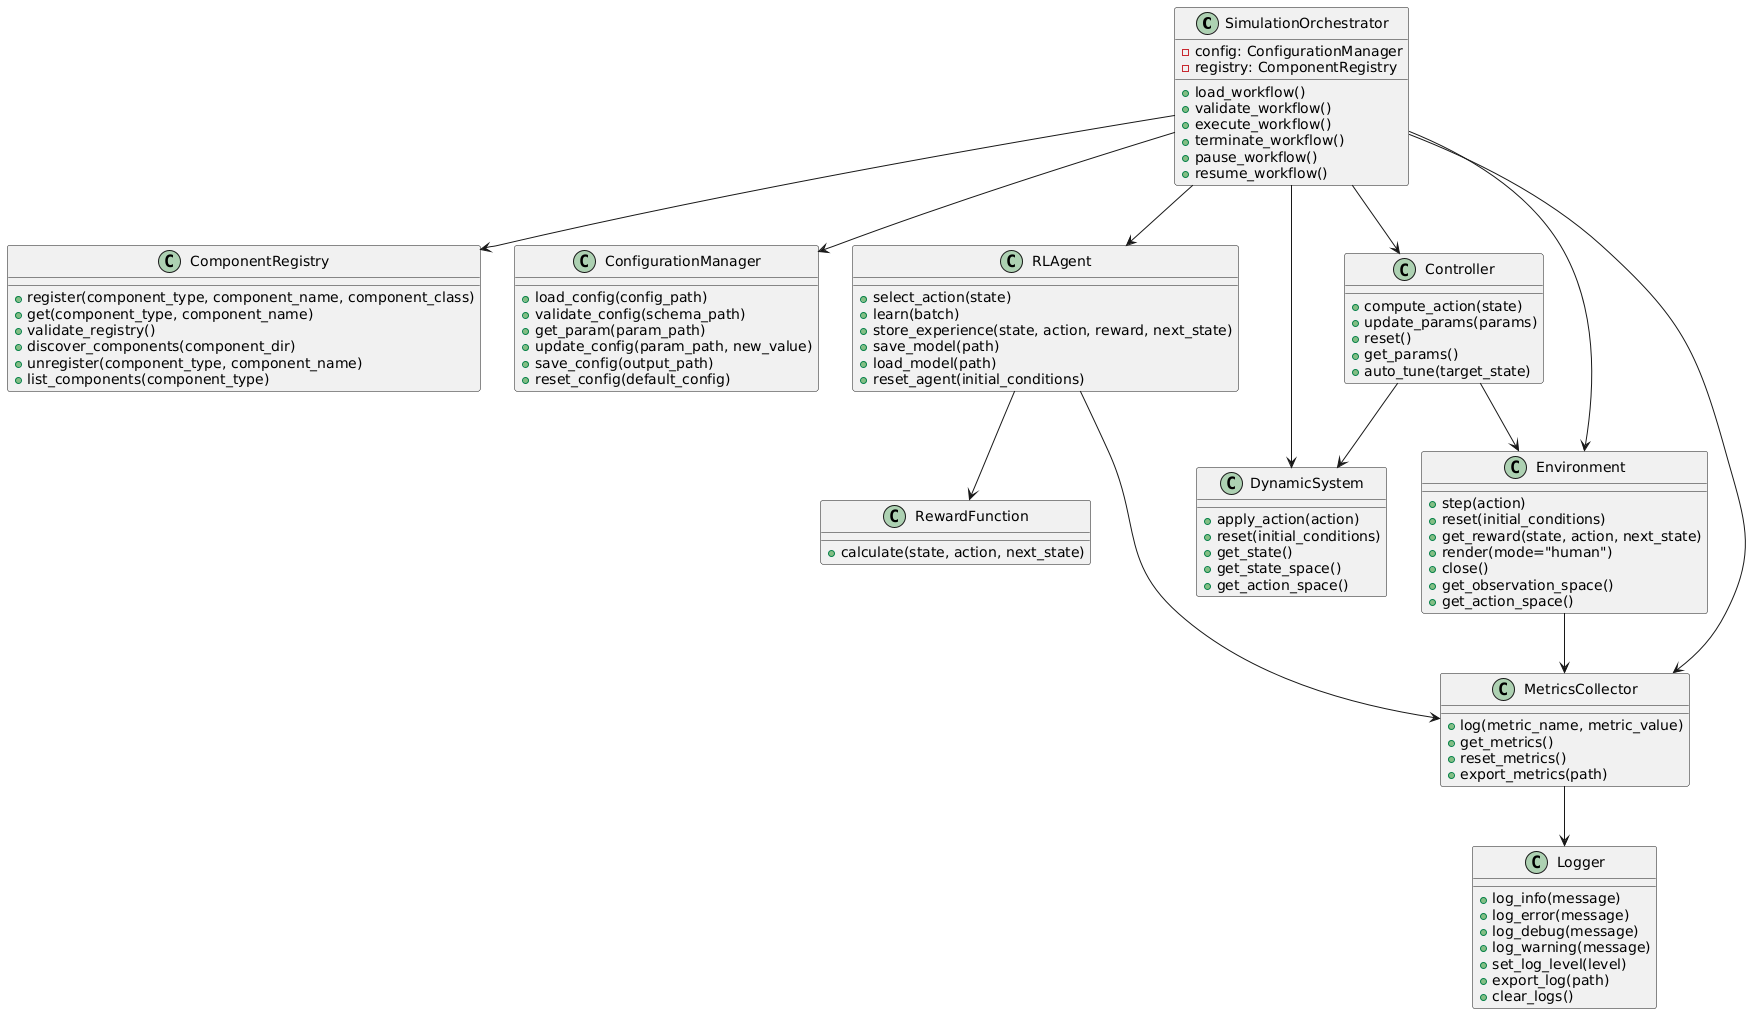 C SimulationOrchestrator
config: ConfigurationManager
registry: ComponentRegistry
load_workflow()
validate_workflow()
execute_workflow()
terminate_workflow()
pause_workflow()
resume_workflow()
C ComponentRegistry
register(component_type, component_name, component_class)
get(component_type, component_name)
validate_registry()
discover_components(component_dir)
unregister(component_type, component_name)
list_components(component_type)
C ConfigurationManager
load_config(config_path)
validate_config(schema_path)
get_param(param_path)
update_config(param_path, new_value)
save_config(output_path)
reset_config(default_config)
C RLAgent
select_action(state)
learn(batch)
store_experience(state, action, reward, next_state)
save_model(path)
load_model(path)
reset_agent(initial_conditions)
C Controller
compute_action(state)
update_params(params)
reset()
get_params()
auto_tune(target_state)
C RewardFunction
calculate(state, action, next_state)
C DynamicSystem
apply_action(action)
reset(initial_conditions)
get_state()
get_state_space()
get_action_space()
C Environment
step(action)
reset(initial_conditions)
get_reward(state, action, next_state)
render(mode="human")
close()
get_observation_space()
get_action_space()
C MetricsCollector
log(metric_name, metric_value)
get_metrics()
reset_metrics()
export_metrics(path)
C Logger
log_info(message)
log_error(message)
log_debug(message)
log_warning(message)
set_log_level(level)
export_log(path)
clear_logs()